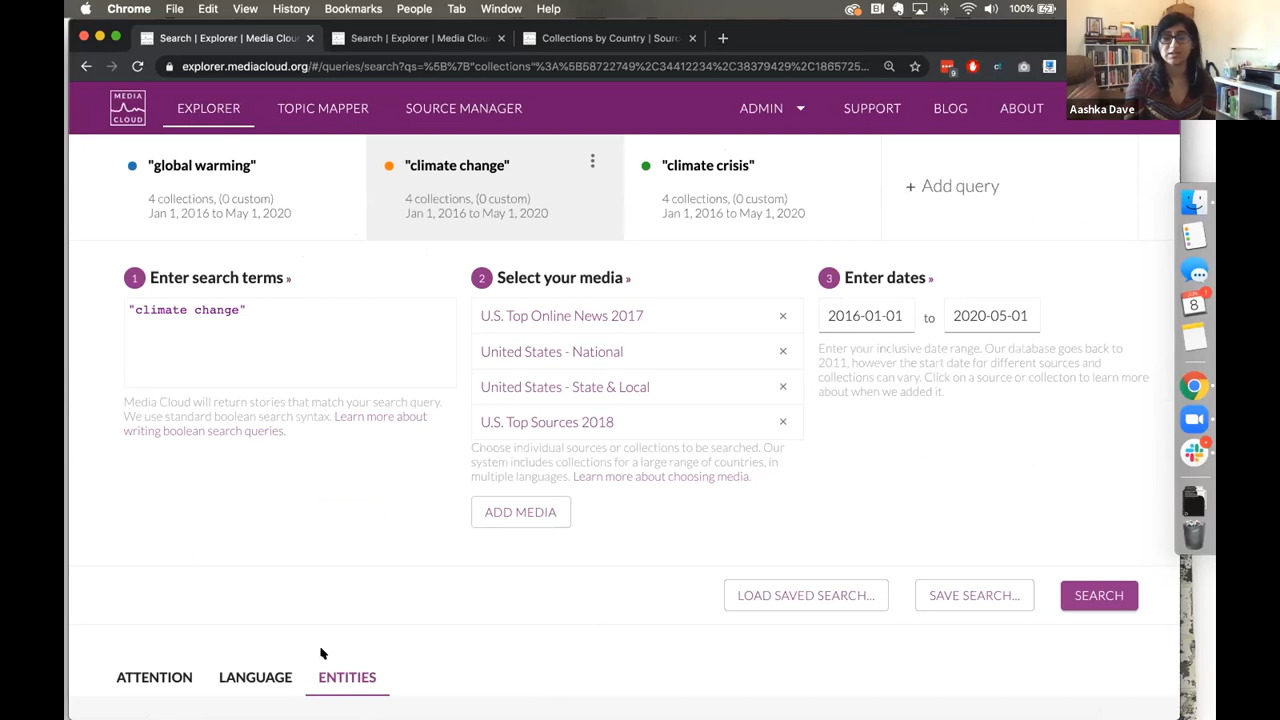 Chrome File Edit View History Bookmarks People Tab Window Help 100%
Search | Explorer | Media Clou × Search | E Media Clou × Collections by Country | Sour ×
explorer.mediacloud.org/#/queries/search
9
MEDIA CLOUD EXPLORER TOPIC MAPPER SOURCE MANAGER ADMIN SUPPORT BLOG ABOUT
Aashka Dave
"global warming"
4 collections, (0 custom)
Jan 1, 2016 to May 1, 2020
"climate change"
4 collections, (0 custom)
Jan 1, 2016 to May 1, 2020
"climate crisis"
4 collections, (0 custom)
Jan 1, 2016 to May 1, 2020
+ Add query
1 Enter search terms »
"climate change"
Media Cloud will return stories that match your search query.
We use standard boolean search syntax. Learn more about
writing boolean search queries.
2 Select your media »
U.S. Top Online News 2017 ×
United States - National ×
United States - State & Local ×
U.S. Top Sources 2018 ×
Choose individual sources or collections to be searched. Our
system includes collections for a large range of countries, in
multiple languages. Learn more about choosing media.
ADD MEDIA
3 Enter dates »
2016-01-01 to 2020-05-01
Enter your inclusive date range. Our database goes back to
2011, however the start date for different sources and
collections can vary. Click on a source or collecton to learn more
about when we added it.
LOAD SAVED SEARCH... SAVE SEARCH... SEARCH
ATTENTION LANGUAGE ENTITIES
JUN
8
1